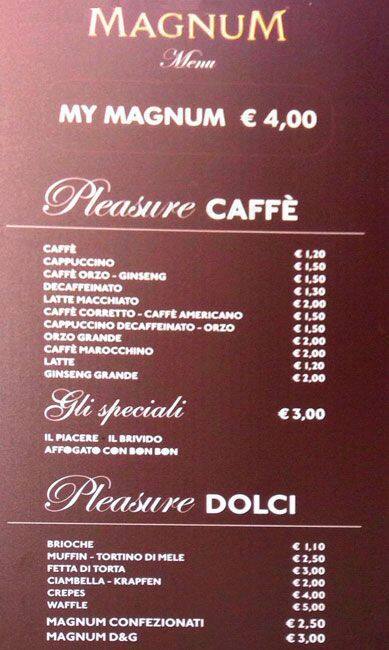 MAGNUM
Menu
MY MAGNUM € 4,00
Pleasure CAFFÈ
CAFFÈ € 1,20
CAPPUCCINO € 1,50
CAFFÈ ORZO - GINSENG € 1,50
DECAFFEINATO € 1,30
LATTE MACCHIATO € 2,00
CAFFÈ CORRETTO - CAFFÈ AMERICANO € 1,50
CAPPUCCINO DECAFFEINATO - ORZO € 1,50
ORZO GRANDE € 2,00
CAFFÈ MAROCCHINO € 2,00
LATTE € 1,20
GINSENG GRANDE € 2,00
Gli speciali € 3,00
IL PIACERE - IL BRIVIDO
AFFOGATO CON BON BON
Pleasure DOLCI
BRIOCHE € 1,10
MUFFIN - TORTINO DI MELE € 2,50
FETTA DI TORTA € 3,00
CIAMBELLA - KRAPFEN € 2,00
CREPES € 4,00
WAFFLE € 5,00
MAGNUM CONFEZIONATI € 2,50
MAGNUM D&G € 3,00